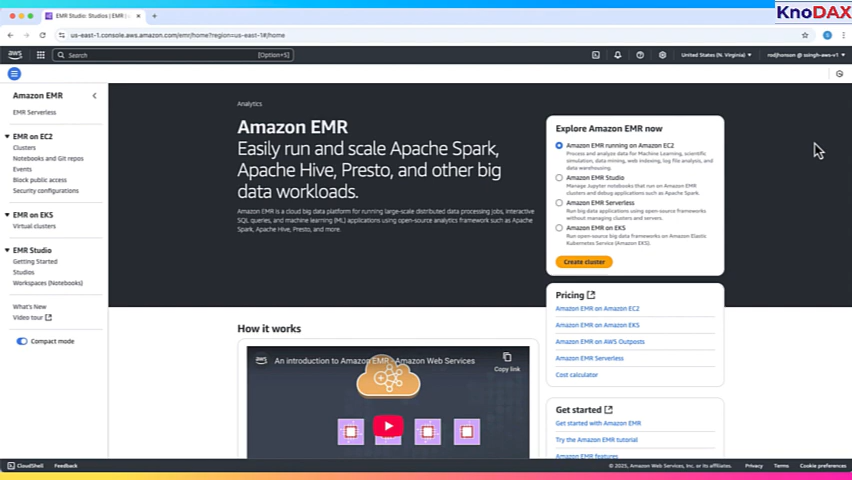 KnoDAX
EMR Studio: Studios | EMR |
us-east-1.console.aws.amazon.com/emr/home?region=us-east-1#/home
aws
Search
[Option+S]
United States (N. Virginia)
rodjhonson @ ssingh-aws-v1
Amazon EMR
EMR Serverless
EMR on EC2
Clusters
Notebooks and Git repos
Events
Block public access
Security configurations
EMR on EKS
Virtual clusters
EMR Studio
Getting Started
Studios
Workspaces (Notebooks)
What's New
Video tour
Compact mode
Analytics
Amazon EMR
Easily run and scale Apache Spark,
Apache Hive, Presto, and other big
data workloads.
Amazon EMR is a cloud big data platform for running large-scale distributed data processing jobs, interactive
SQL queries, and machine learning (ML) applications using open-source analytics framework such as Apache
Spark, Apache Hive, Presto, and more.
Explore Amazon EMR now
Amazon EMR running on Amazon EC2
Process and analyze data for Machine Learning, scientific
simulation, data mining, web indexing, log file analysis, and
data warehousing.
Amazon EMR Studio
Manage Jupyter notebooks that run on Amazon EMR
clusters and debug applications such as Apache Spark.
Amazon EMR Serverless
Run big data applications using open-source frameworks
without managing clusters and servers.
Amazon EMR on EKS
Run open-source big data frameworks on Amazon Elastic
Kubernetes Service (Amazon EKS).
Create cluster
Pricing
Amazon EMR on Amazon EC2
Amazon EMR on Amazon EKS
Amazon EMR on AWS Outposts
Amazon EMR Serverless
Cost calculator
How it works
aws
An introduction to Amazon EMR - Amazon Web Services
Copy link
Get started
Get started with Amazon EMR
Try the Amazon EMR tutorial
Amazon EMR features
CloudShell
Feedback
© 2025, Amazon Web Services, Inc. or its affiliates.
Privacy
Terms
Cookie preferences